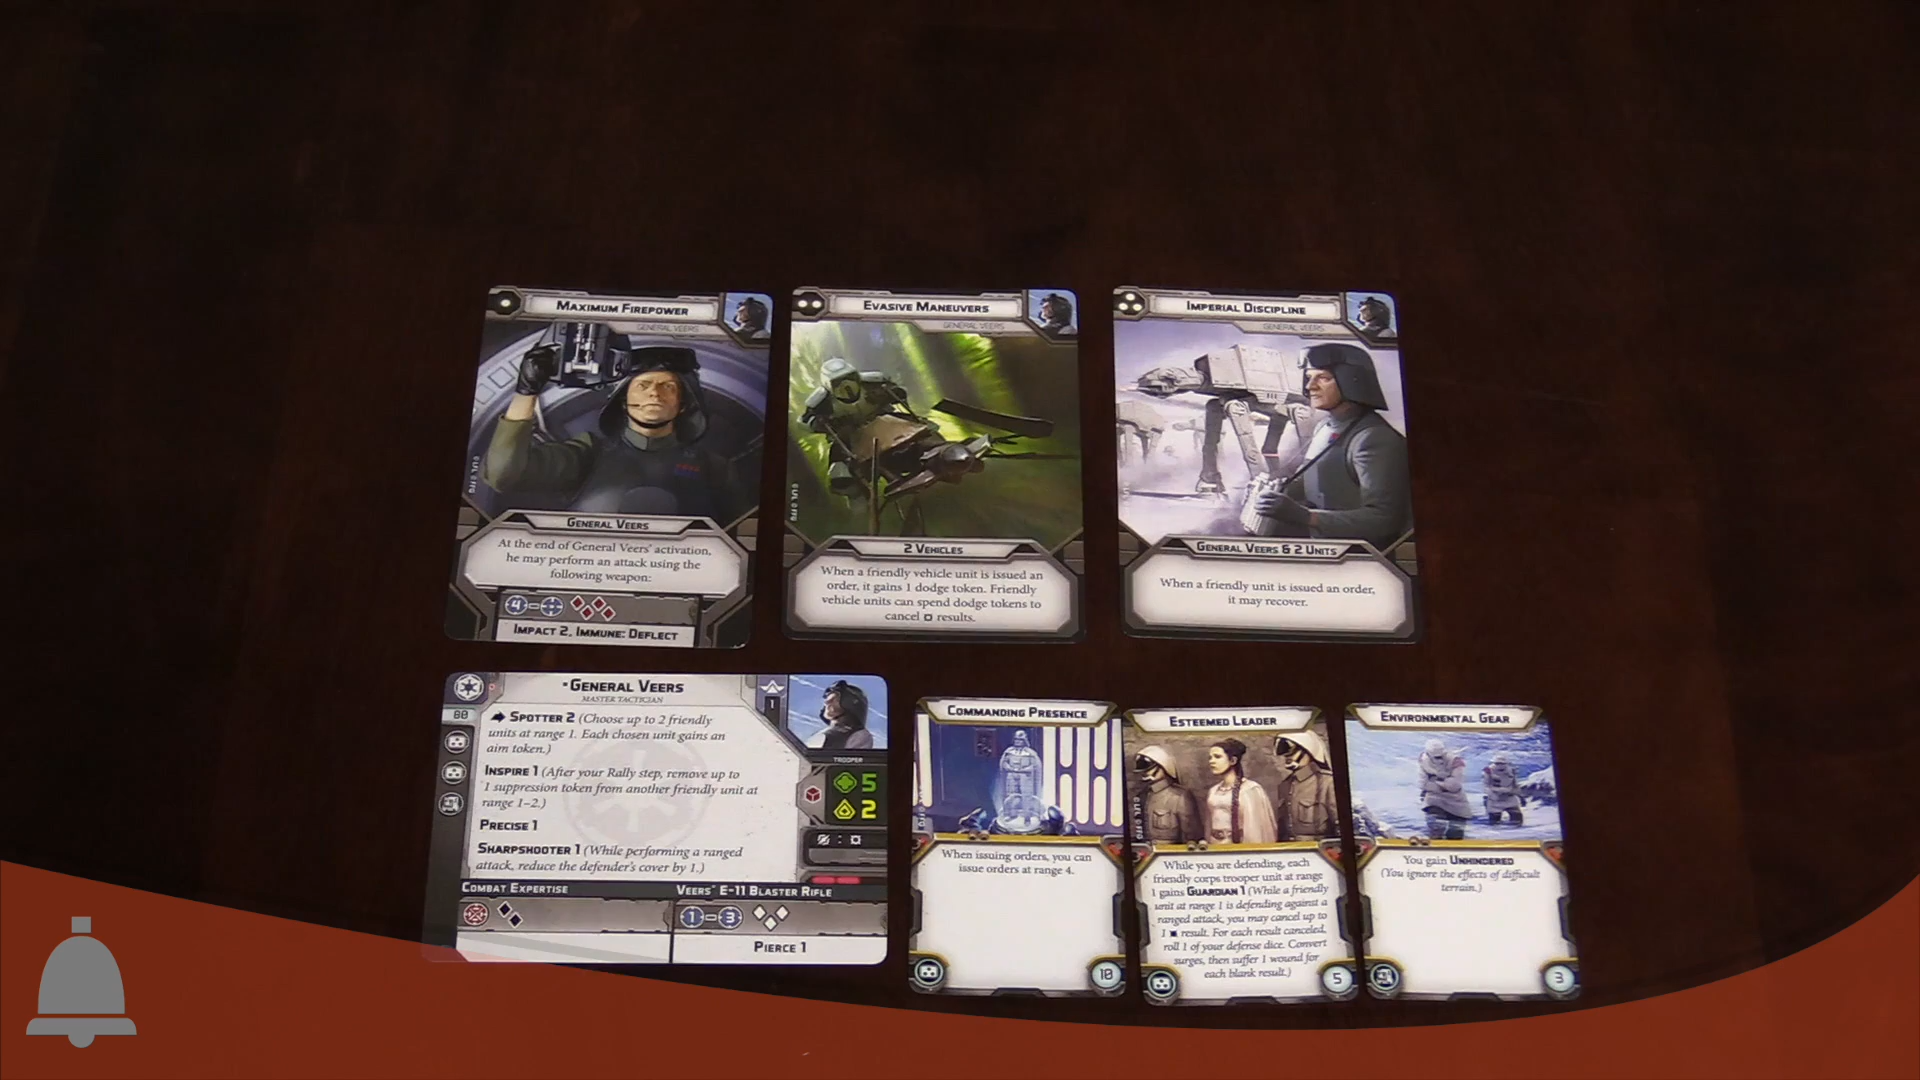 MAXIMUM FIREPOWER
GENERAL VEERS
GENERAL VEERS
At the end of General Veers' activation,
he may perform an attack using the
following weapon:
4
IMPACT 2, IMMUNE: DEFLECT
EVASIVE MANEUVERS
GENERAL VEERS
2 VEHICLES
When a friendly vehicle unit is issued an
order, it gains 1 dodge token. Friendly
vehicle units can spend dodge tokens to
cancel results.
IMPERIAL DISCIPLINE
GENERAL VEERS
GENERAL VEERS & 2 UNITS
When a friendly unit is issued an order,
it may recover.
•GENERAL VEERS
MASTER TACTICIAN
80
1
SPOTTER 2 (Choose up to 2 friendly
units at range 1. Each chosen unit gains an
aim token.)
INSPIRE 1 (After your Rally step, remove up to
1 suppression token from another friendly unit at
range 1–2.)
PRECISE 1
SHARPSHOOTER 1 (While performing a ranged
attack, reduce the defender's cover by 1.)
TROOPER
5
2
COMBAT EXPERTISE
VEERS' E-11 BLASTER RIFLE
1–3
PIERCE 1
COMMANDING PRESENCE
When issuing orders, you can
issue orders at range 4.
10
ESTEEMED LEADER
While you are defending, each
friendly corps trooper unit at range
1 gains GUARDIAN 1 (While a friendly
unit at range 1 is defending against a
ranged attack, you may cancel up to
1 result. For each result canceled,
roll 1 of your defense dice. Convert
surges, then suffer 1 wound for
each blank result.)
5
ENVIRONMENTAL GEAR
You gain UNHINDERED
(You ignore the effects of difficult
terrain.)
3